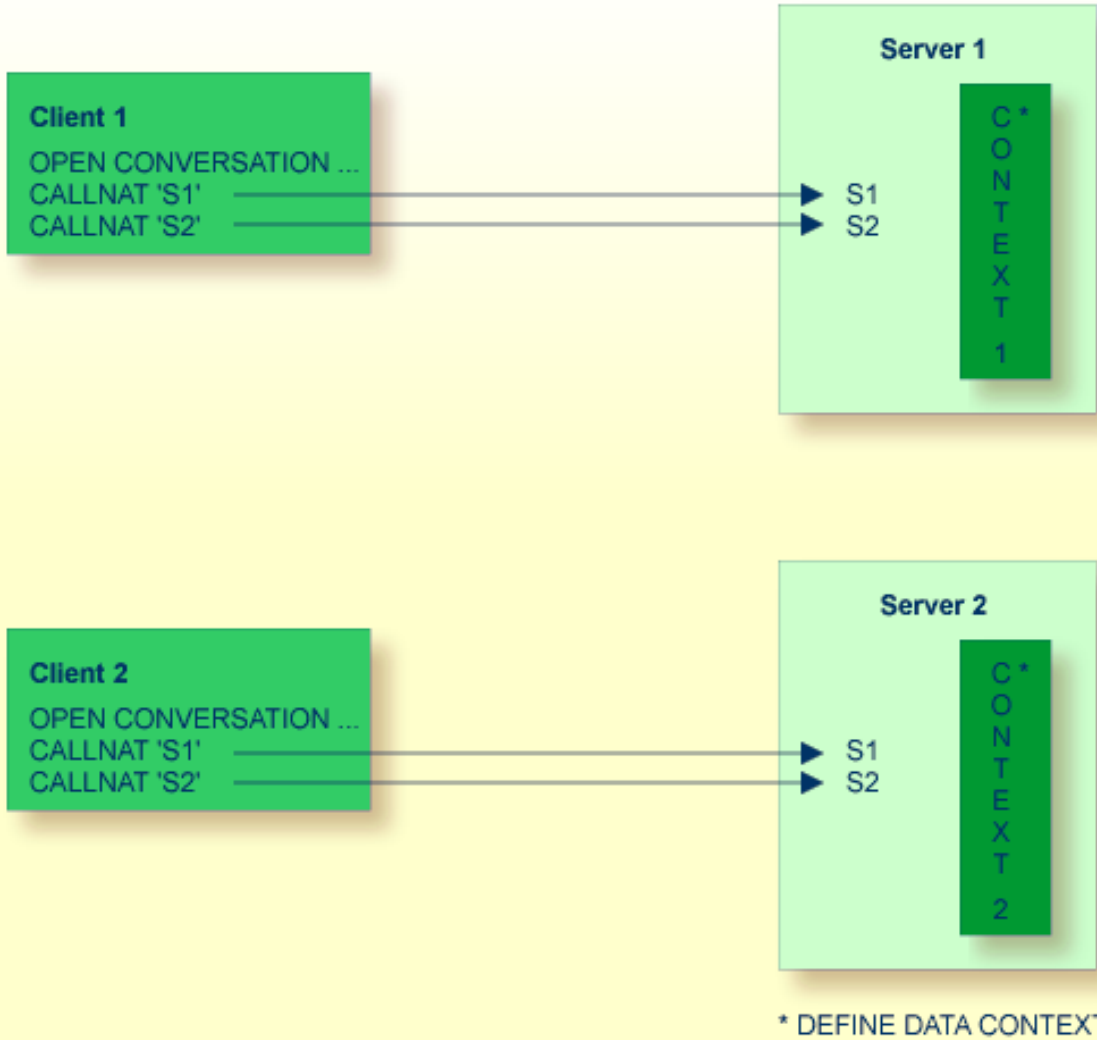 Server 1
Client 1
OPEN CONVERSATION ...
CALLNAT 'S1'
CALLNAT 'S2'
S1
S2
C *
O
N
T
E
X
T
1
Server 2
Client 2
OPEN CONVERSATION ...
CALLNAT 'S1'
CALLNAT 'S2'
S1
S2
C *
O
N
T
E
X
T
2
* DEFINE DATA CONTEXT